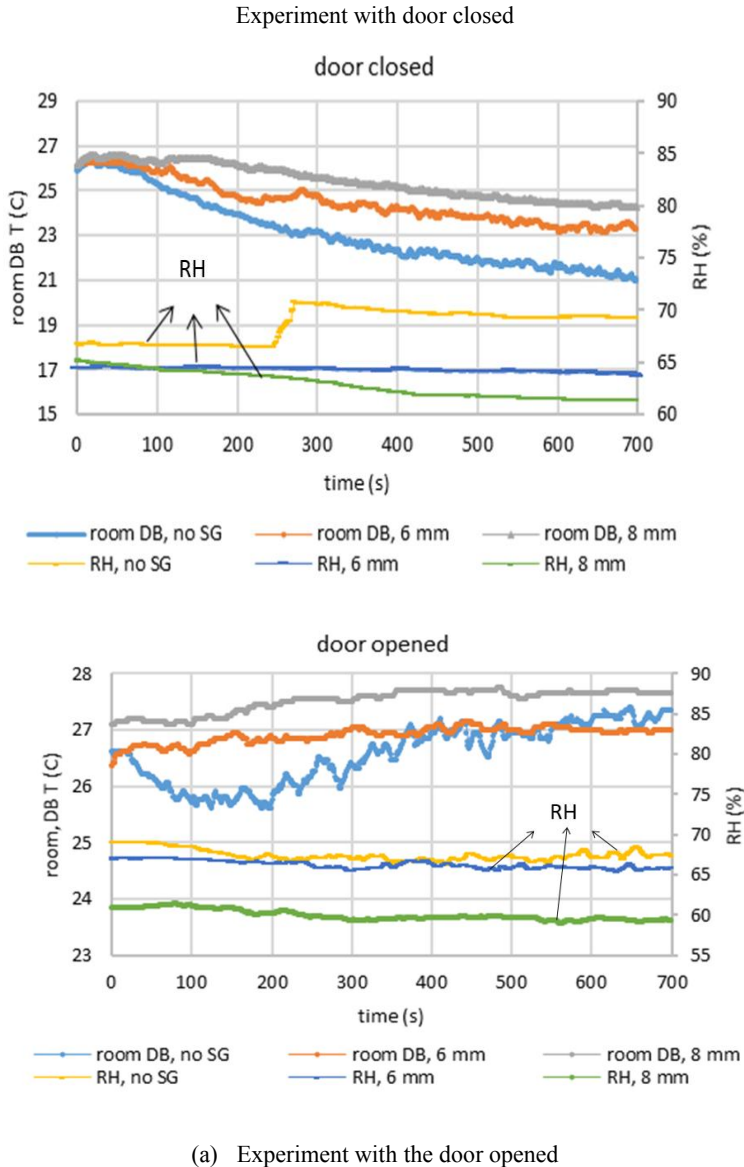 Experiment with door closed
door closed
29
27
25
23
21
19
17
15
room DB T (C)
90
85
80
75
70
65
60
RH (%)
RH
0 100 200 300 400 500 600 700
time (s)
room DB, no SG room DB, 6 mm room DB, 8 mm
RH, no SG RH, 6 mm RH, 8 mm
door opened
28
27
26
25
24
23
room, DB T (C)
90
85
80
75
70
65
60
55
RH (%)
RH
0 100 200 300 400 500 600 700
time (s)
room DB, no SG room DB, 6 mm room DB, 8 mm
RH, no SG RH, 6 mm RH, 8 mm
(a) Experiment with the door opened